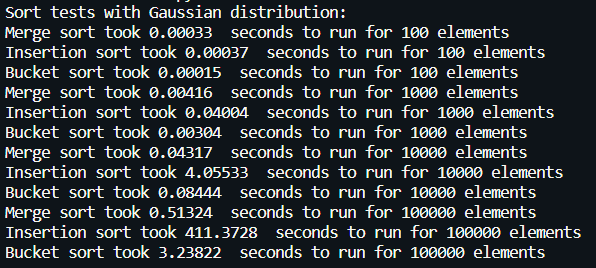 Sort tests with Gaussian distribution:
Merge sort took 0.00033  seconds to run for 100 elements
Insertion sort took 0.00037  seconds to run for 100 elements
Bucket sort took 0.00015  seconds to run for 100 elements
Merge sort took 0.00416  seconds to run for 1000 elements
Insertion sort took 0.04004  seconds to run for 1000 elements
Bucket sort took 0.00304  seconds to run for 1000 elements
Merge sort took 0.04317  seconds to run for 10000 elements
Insertion sort took 4.05533  seconds to run for 10000 elements
Bucket sort took 0.08444  seconds to run for 10000 elements
Merge sort took 0.51324  seconds to run for 100000 elements
Insertion sort took 411.3728  seconds to run for 100000 elements
Bucket sort took 3.23822  seconds to run for 100000 elements